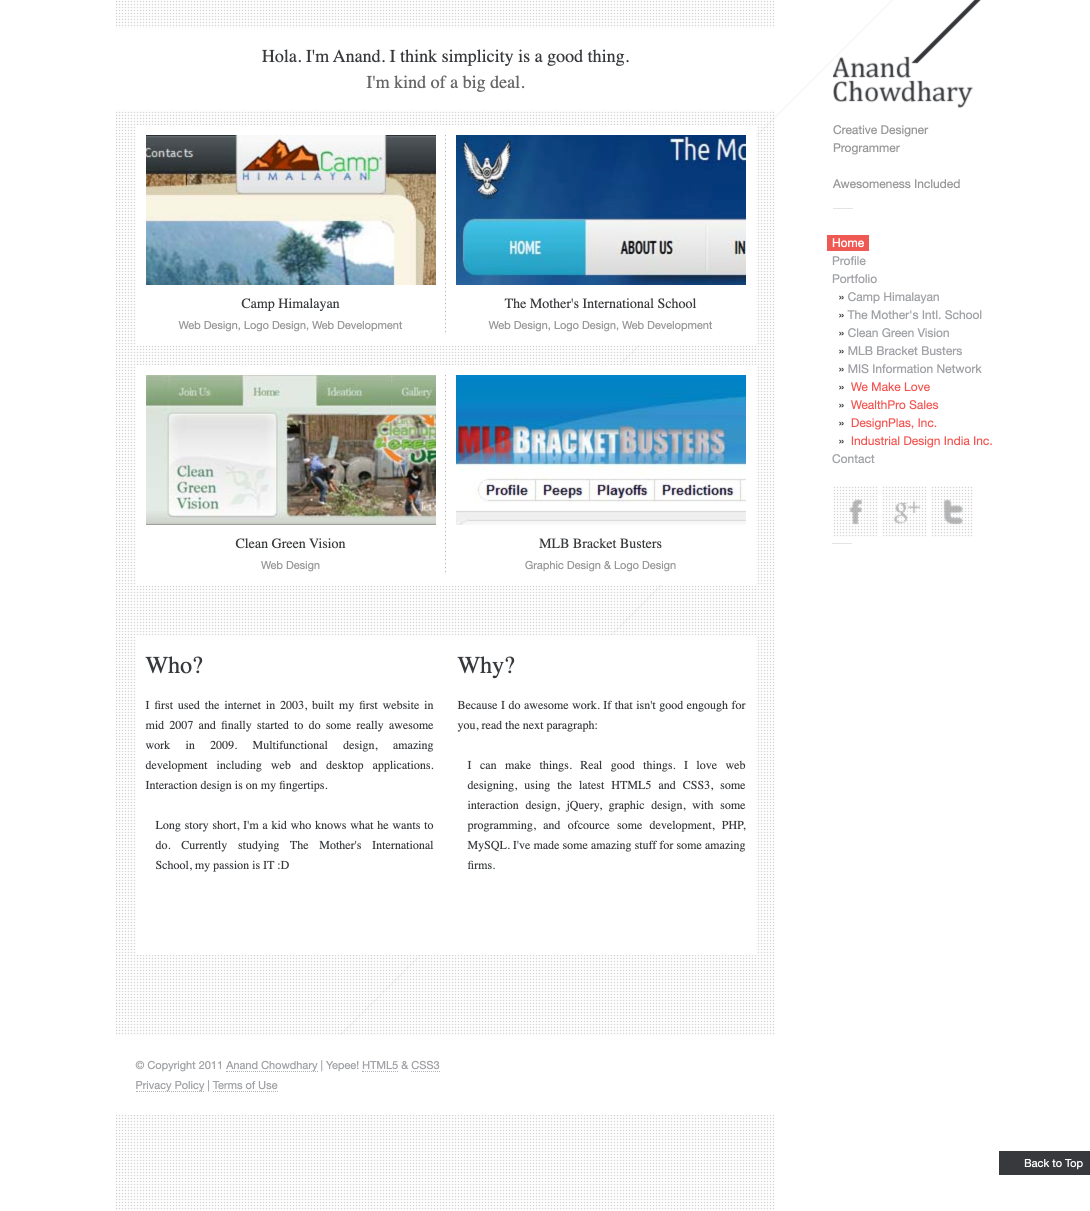 Hola. I'm Anand. I think simplicity is a good thing.
I'm kind of a big deal.
Contacts
Camp
HIMALAYAN
The Mo
HOME
ABOUT US
IN
Camp Himalayan
Web Design, Logo Design, Web Development
The Mother's International School
Web Design, Logo Design, Web Development
Join Us
Home
Ideation
Gallery
Clean
Green
Vision
MLBBRACKETBUSTERS
Profile
Peeps
Playoffs
Predictions
Clean Green Vision
Web Design
MLB Bracket Busters
Graphic Design & Logo Design
Who?
I first used the internet in 2003, built my first website in
mid 2007 and finally started to do some really awesome
work in 2009. Multifunctional design, amazing
development including web and desktop applications.
Interaction design is on my fingertips.
Long story short, I'm a kid who knows what he wants to
do. Currently studying The Mother's International
School, my passion is IT :D
Why?
Because I do awesome work. If that isn't good engough for
you, read the next paragraph:
I can make things. Real good things. I love web
designing, using the latest HTML5 and CSS3, some
interaction design, jQuery, graphic design, with some
programming, and ofcource some development, PHP,
MySQL. I've made some amazing stuff for some amazing
firms.
© Copyright 2011 Anand Chowdhary | Yepee! HTML5 & CSS3
Privacy Policy | Terms of Use
Anand
Chowdhary
Creative Designer
Programmer
Awesomeness Included
Home
Profile
Portfolio
» Camp Himalayan
» The Mother's Intl. School
» Clean Green Vision
» MLB Bracket Busters
» MIS Information Network
» We Make Love
» WealthPro Sales
» DesignPlas, Inc.
» Industrial Design India Inc.
Contact
f
g+
t
Back to Top